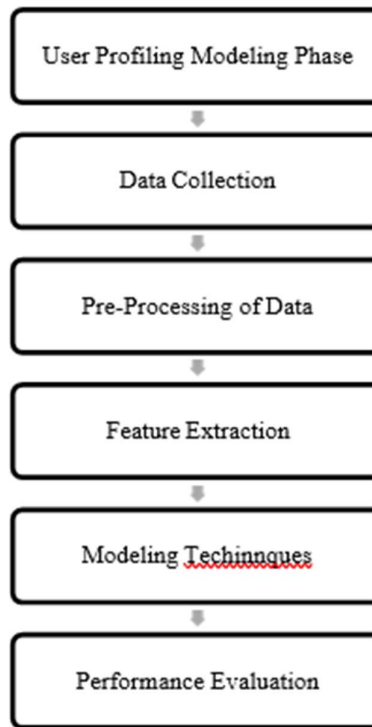 User Profiling Modeling Phase
Data Collection
Pre-Processing of Data
Feature Extraction
Modeling Techinnques
Performance Evaluation